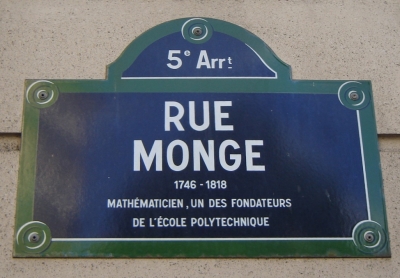 5e Arrt
RUE
MONGE
1746 - 1818
MATHÉMATICIEN, UN DES FONDATEURS
DE L'ÉCOLE POLYTECHNIQUE